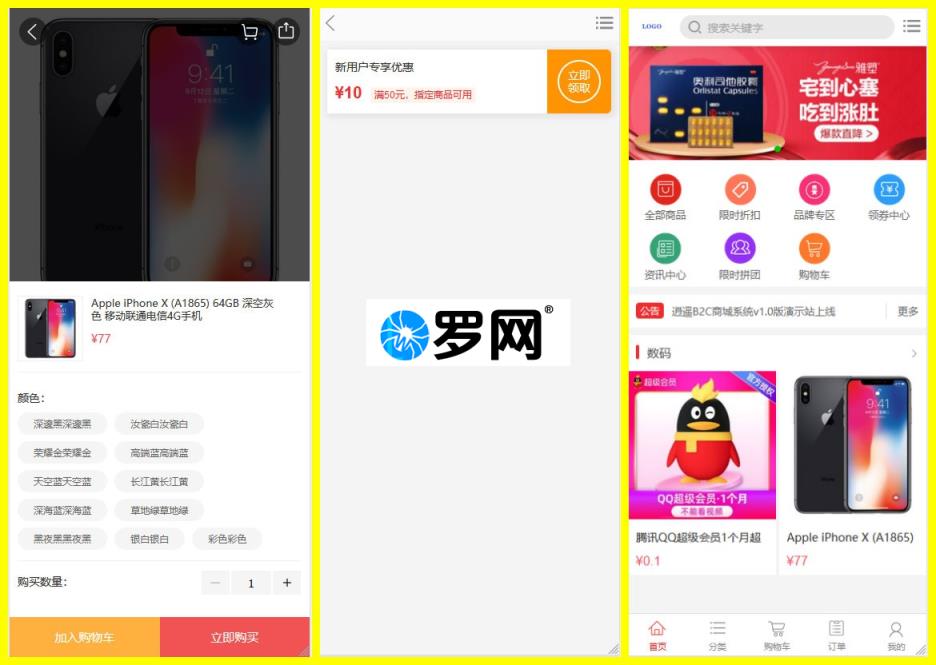 9:41
Apple iPhone X (A1865) 64GB 深空灰
色 移动联通电信4G手机
¥77
颜色:
深邃黑深邃黑
汝瓷白汝瓷白
荣耀金荣耀金
高端蓝高端蓝
天空蓝天空蓝
长江黄长江黄
深海蓝深海蓝
草地绿草地绿
黑夜黑黑夜黑
银白银白
彩色彩色
购买数量:
1
加入购物车
立即购买
新用户专享优惠
¥10 满50元,指定商品可用
立即
领取
罗网®
LOGO
搜索关键字
雅塑
奥利司他胶囊
Orlistat Capsules
雅塑
宅到心塞
吃到涨肚
爆款直降 >
全部商品
限时折扣
品牌专区
领券中心
资讯中心
限时拼团
购物车
公告
逍遥B2C商城系统v1.0版演示站上线
更多
数码
超级会员
官方授权
QQ超级会员·1个月
不能看视频
腾讯QQ超级会员1个月超
¥0.1
9:41
Apple iPhone X (A1865)
¥77
首页
分类
购物车
订单
我的